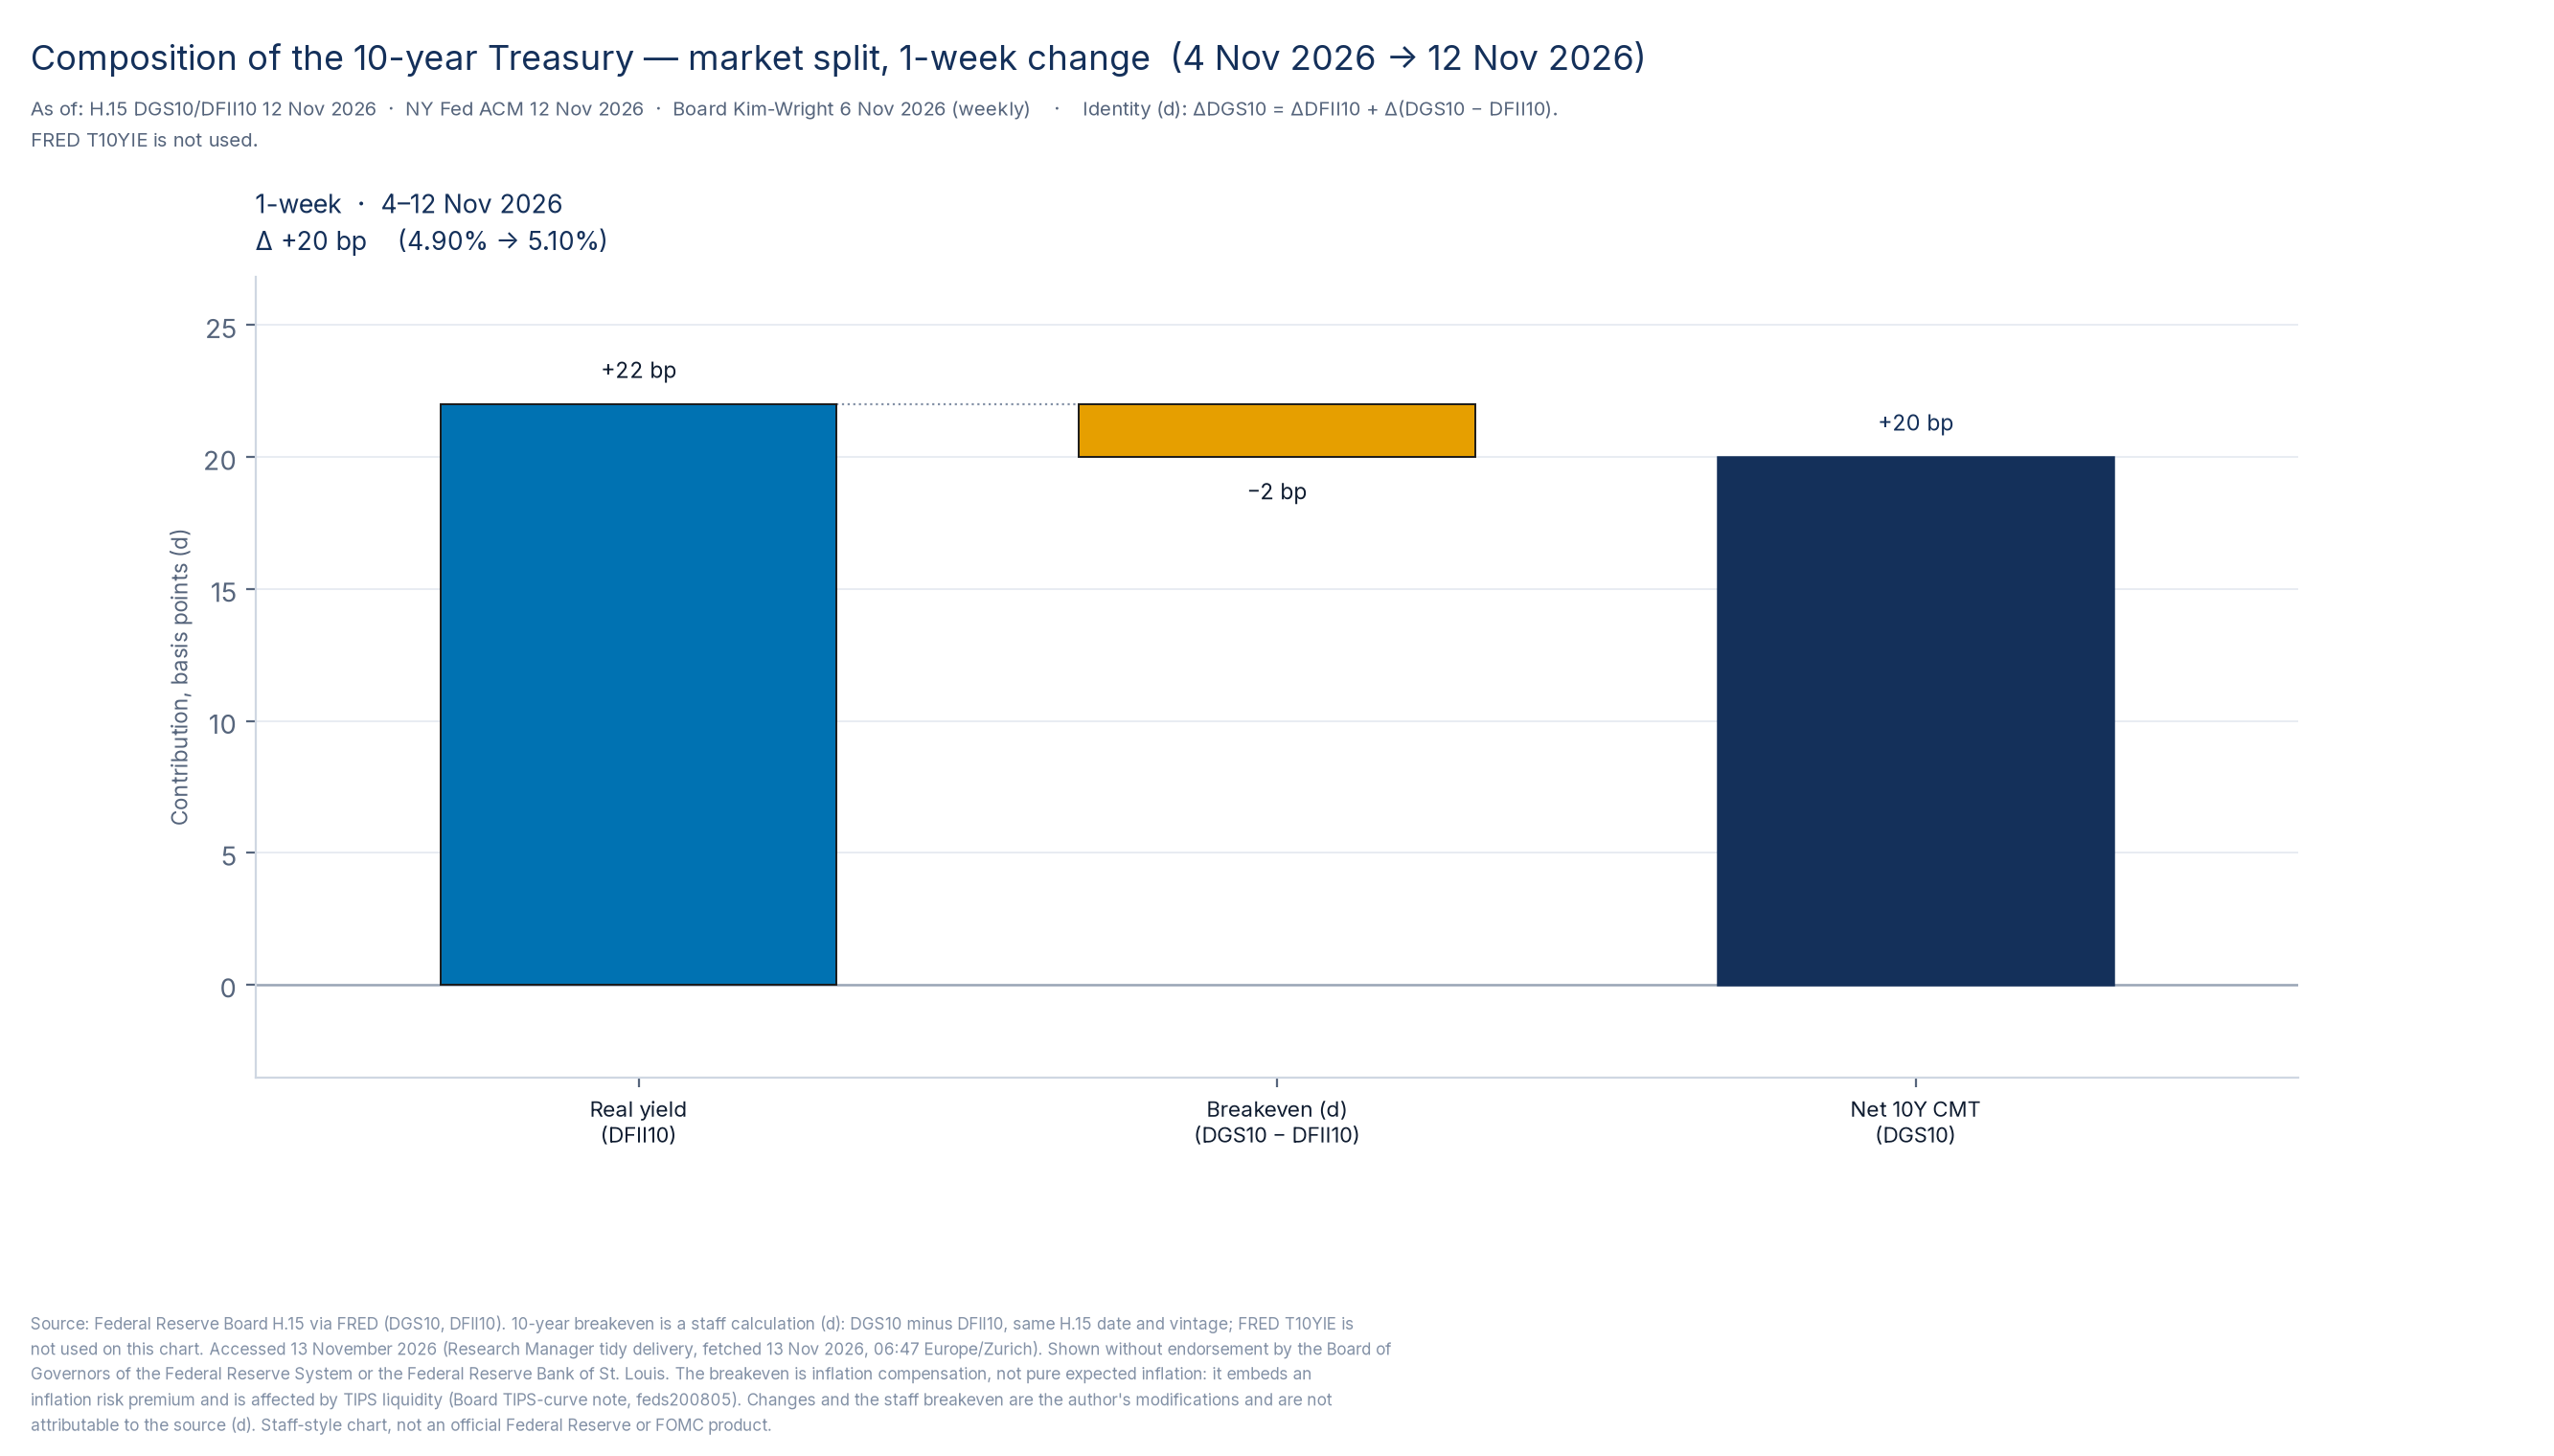 Composition of the 10-year Treasury — market split, 1-week change (4 Nov 2026 → 12 Nov 2026)
As of: H.15 DGS10/DFII10 12 Nov 2026 · NY Fed ACM 12 Nov 2026 · Board Kim-Wright 6 Nov 2026 (weekly) · Identity (d): ΔDGS10 = ΔDFII10 + Δ(DGS10 − DFII10).
FRED T10YIE is not used.
1-week · 4–12 Nov 2026
Δ +20 bp (4.90% → 5.10%)
Contribution, basis points (d)
25
20
15
10
5
0
+22 bp
−2 bp
+20 bp
Real yield
(DFII10)
Breakeven (d)
(DGS10 − DFII10)
Net 10Y CMT
(DGS10)
Source: Federal Reserve Board H.15 via FRED (DGS10, DFII10). 10-year breakeven is a staff calculation (d): DGS10 minus DFII10, same H.15 date and vintage; FRED T10YIE is
not used on this chart. Accessed 13 November 2026 (Research Manager tidy delivery, fetched 13 Nov 2026, 06:47 Europe/Zurich). Shown without endorsement by the Board of
Governors of the Federal Reserve System or the Federal Reserve Bank of St. Louis. The breakeven is inflation compensation, not pure expected inflation: it embeds an
inflation risk premium and is affected by TIPS liquidity (Board TIPS-curve note, feds200805). Changes and the staff breakeven are the author's modifications and are not
attributable to the source (d). Staff-style chart, not an official Federal Reserve or FOMC product.